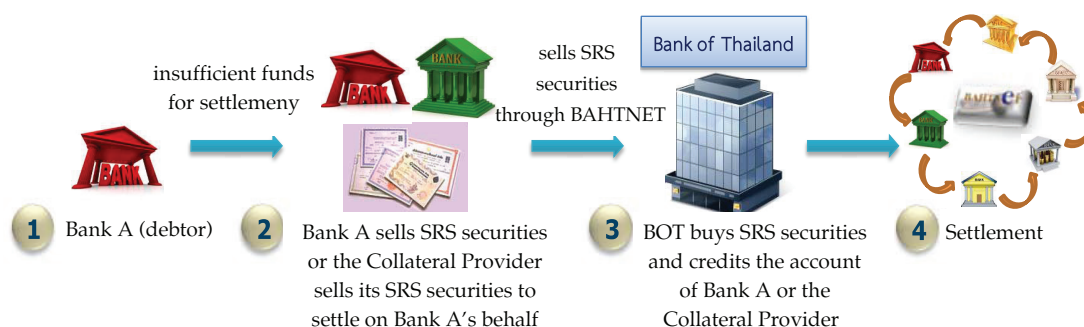 insufficient funds
for settlemeny
sells SRS
securities
through BAHTNET
Bank of Thailand
BANK
BANK
BANK
1 Bank A (debtor)
2 Bank A sells SRS securities
or the Collateral Provider
sells its SRS securities to
settle on Bank A's behalf
3 BOT buys SRS securities
and credits the account
of Bank A or the
Collateral Provider
4 Settlement